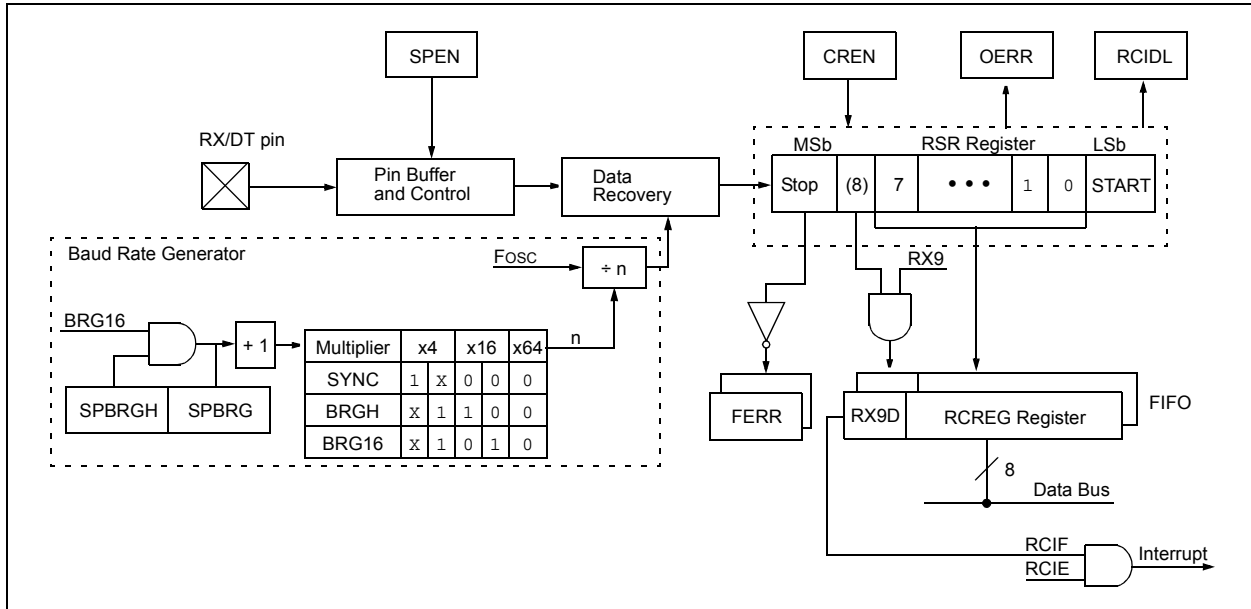 SPEN
CREN
OERR
RCIDL
RX/DT pin
Pin Buffer
and Control
Data
Recovery
MSb
RSR Register
LSb
Stop (8) 7 • • • 1 0 START
Baud Rate Generator
FOSC
÷ n
RX9
BRG16
+ 1
n
Multiplier x4 x16 x64
SYNC 1 X 0 0 0
BRGH X 1 1 0 0
BRG16 X 1 0 1 0
SPBRGH SPBRG
FERR
RX9D
RCREG Register
FIFO
8
Data Bus
RCIF
RCIE
Interrupt